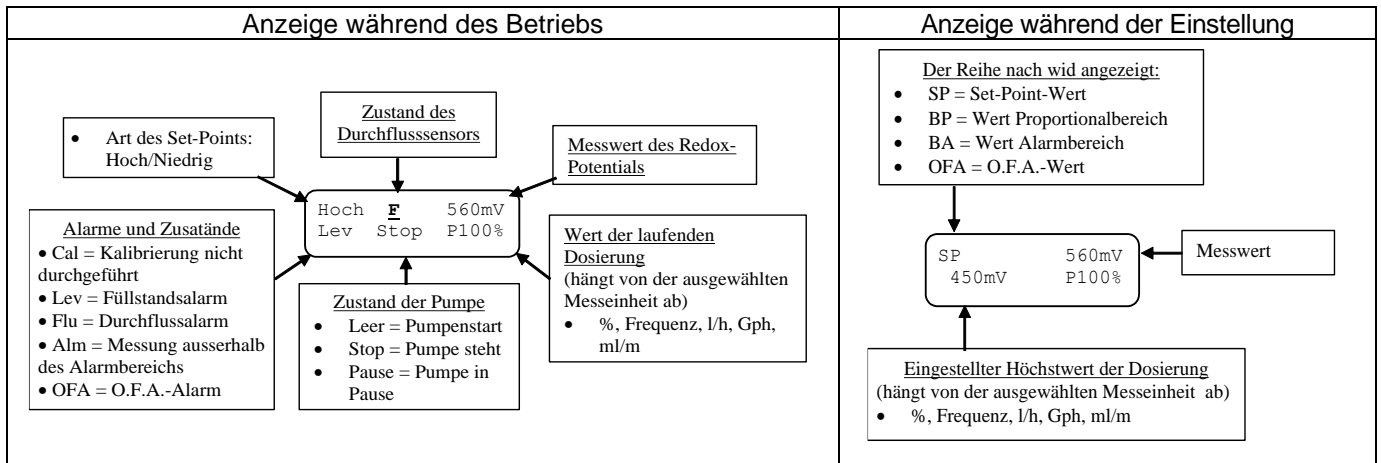 Anzeige während des Betriebs
Anzeige während der Einstellung
• Art des Set-Points:
Hoch/Niedrig
Zustand des
Durchflusssensors
Messwert des Redox-
Potentials
Hoch F 560mV
Lev Stop P100%
Alarme und Zusatände
• Cal = Kalibrierung nicht
durchgeführt
• Lev = Füllstandsalarm
• Flu = Durchflussalarm
• Alm = Messung ausserhalb
des Alarmbereichs
• OFA = O.F.A.-Alarm
Zustand der Pumpe
• Leer = Pumpenstart
• Stop = Pumpe steht
• Pause = Pumpe in
Pause
Wert der laufenden
Dosierung
(hängt von der ausgewählten
Messeinheit ab)
• %, Frequenz, l/h, Gph,
ml/m
Der Reihe nach wid angezeigt:
• SP = Set-Point-Wert
• BP = Wert Proportionalbereich
• BA = Wert Alarmbereich
• OFA = O.F.A.-Wert
SP 560mV
450mV P100%
Messwert
Eingestellter Höchstwert der Dosierung
(hängt von der ausgewählten Messeinheit ab)
• %, Frequenz, l/h, Gph, ml/m